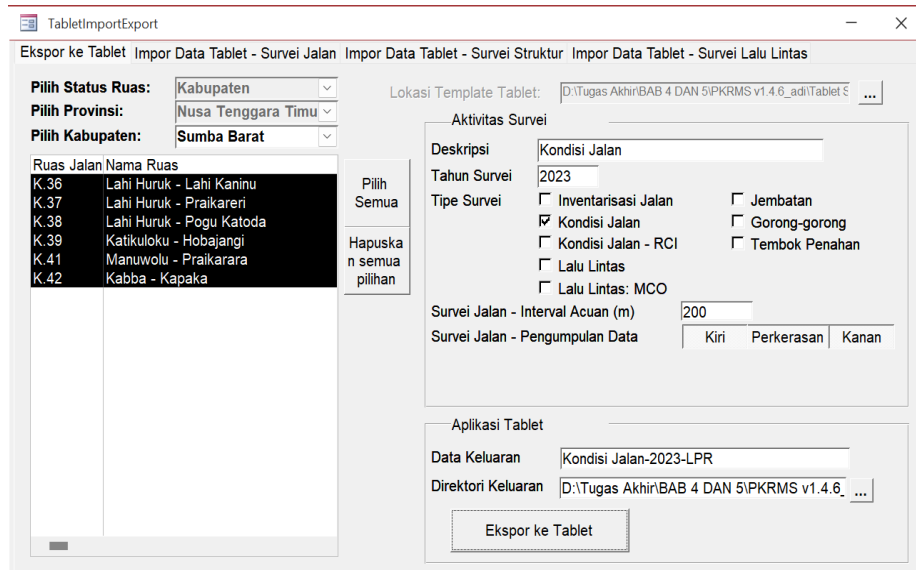 TabletImportExport
Ekspor ke Tablet Impor Data Tablet - Survei Jalan Impor Data Tablet - Survei Struktur Impor Data Tablet - Survei Lalu Lintas
Pilih Status Ruas: Kabupaten
Pilih Provinsi: Nusa Tenggara Timu
Pilih Kabupaten: Sumba Barat
Ruas Jalan Nama Ruas
K.36 Lahi Huruk - Lahi Kaninu
K.37 Lahi Huruk - Praikareri
K.38 Lahi Huruk - Pogu Katoda
K.39 Katikuloku - Hobajangi
K.41 Manuwolu - Praikarara
K.42 Kabba - Kapaka
Pilih
Semua
Hapuska
n semua
pilihan
Lokasi Template Tablet: D:\Tugas Akhir\BAB 4 DAN 5\PKRMS v1.4.6_adi\Tablet S ...
Aktivitas Survei
Deskripsi Kondisi Jalan
Tahun Survei 2023
Tipe Survei Inventarisasi Jalan Jembatan
Kondisi Jalan Gorong-gorong
Kondisi Jalan - RCI Tembok Penahan
Lalu Lintas
Lalu Lintas: MCO
Survei Jalan - Interval Acuan (m) 200
Survei Jalan - Pengumpulan Data Kiri Perkerasan Kanan
Aplikasi Tablet
Data Keluaran Kondisi Jalan-2023-LPR
Direktori Keluaran D:\Tugas Akhir\BAB 4 DAN 5\PKRMS v1.4.6_ ...
Ekspor ke Tablet